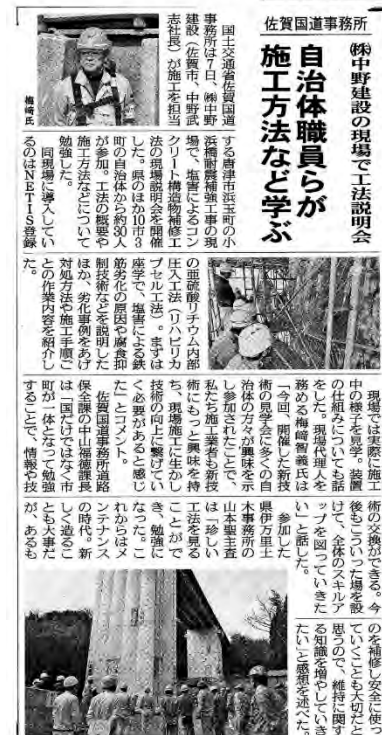 佐賀国道事務所
㈱中野建設の現場で工法説明会
自治体職員らが
施工方法など学ぶ
国土交通省佐賀国道
事務所は7日、㈱中野
建設(佐賀市、中野武
志社長)が施工を担当
梅﨑氏
する唐津市浜玉町の小
浜橋耐震補強工事の現
場で、塩害によるコン
クリート構造物補修工
法の現場説明会を開催
した。県のほか10市3
町の自治体から約30人
が参加。工法の概要や
施工方法などについて
勉強した。
同現場に導入してい
るのはNETIS登録
の亜硝酸リチウム内部
圧入工法(リハビリカ
プセル工法)。まずは
座学で、塩害による鉄
筋劣化の原因や腐食抑
制技術などを説明した
ほか、劣化事例をあげ
対処方法や施工手順ご
との作業内容を紹介し
た。
現場では実際に施工
中の様子を見学。装置
の仕組みについても話
をした。現場代理人を
務める梅﨑智義氏は
「今回、開催した新技
術の見学会に多くの自
治体の方々が興味を示
し参加されたことで、
私たち施工業者も新技
術にもっと興味を持
ち、現場施工に生かし
技術の向上に繋げてい
く必要があると感じ
た」とコメント。
佐賀国道事務所道路
保全課の中山福徳課長
は「国だけではなく市
町が一体となって勉強
することで、情報や技
術の交換ができる。今
後もこういった場を設
けて、全体のスキルア
ップを図っていきた
い」と話した。
参加した
県伊万里土
木事務所の
山本聖主査
は「珍しい
工法を見る
ことがで
き、勉強に
なった。こ
れからはメ
ンテナンス
の時代。新
しく造るこ
とも大事だ
が、あるも
のを補修し安全に使っ
ていくことも大切だと
思うので、維持に関す
る知識を増やしていき
たい」と感想を述べた。